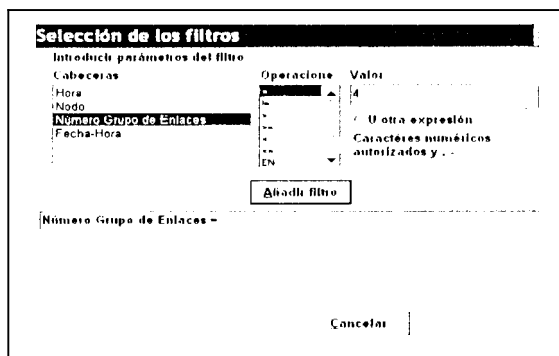 Selección de los filtros
Introducir parámetros del filtro
Cabeceras Operacione Valor
Hora
Nodo
Número Grupo de Enlaces
Fecha-Hora
=
4
U otra expresión
Caractéres numéricos
autorizados y . -
EN
Añadir filtro
Número Grupo de Enlaces =
Cancelar